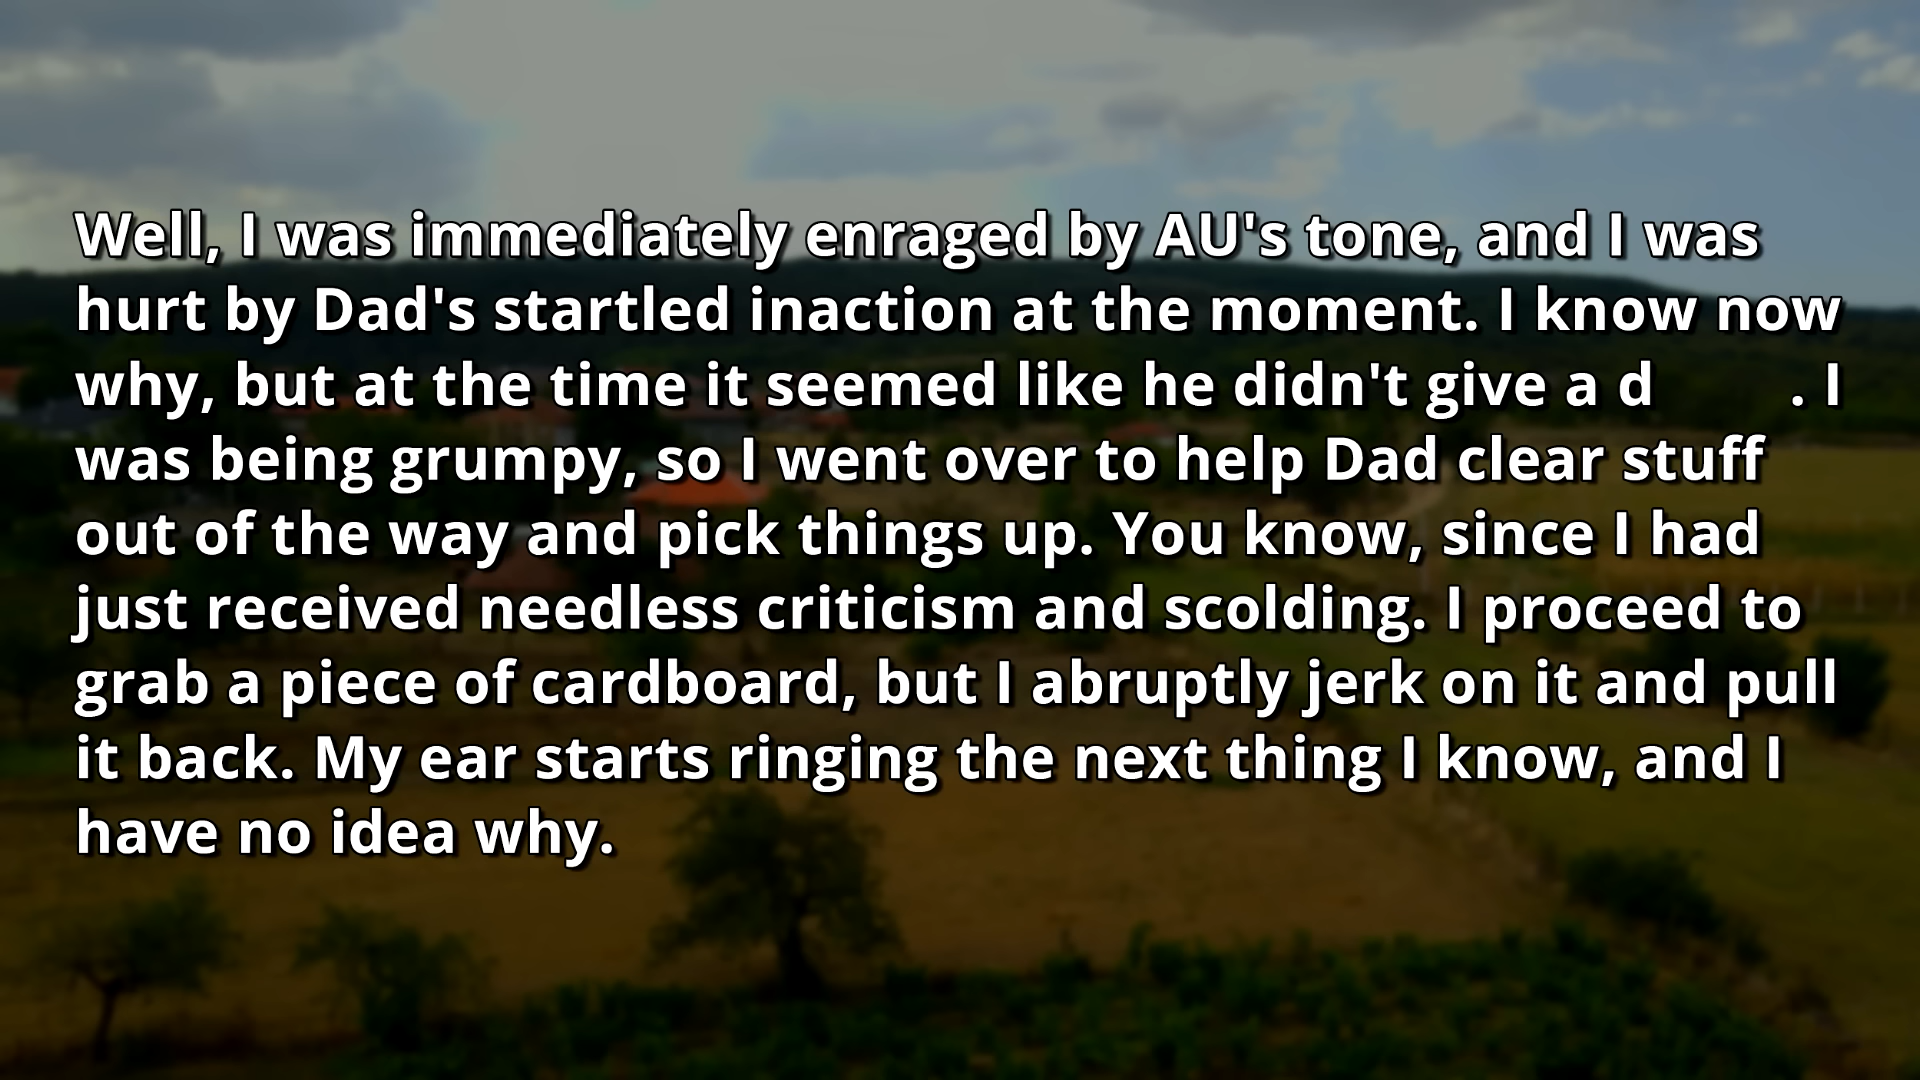 Well, I was immediately enraged by AU's tone, and I was
hurt by Dad's startled inaction at the moment. I know now
why, but at the time it seemed like he didn't give a d . I
was being grumpy, so I went over to help Dad clear stuff
out of the way and pick things up. You know, since I had
just received needless criticism and scolding. I proceed to
grab a piece of cardboard, but I abruptly jerk on it and pull
it back. My ear starts ringing the next thing I know, and I
have no idea why.